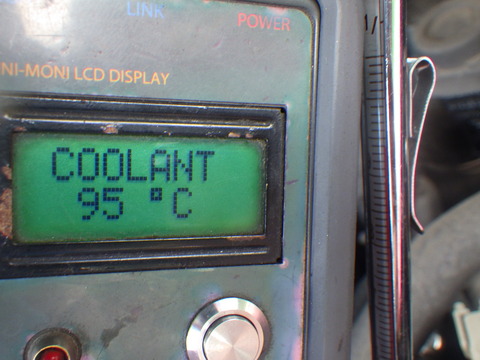 LINK
POWER
NI-MONI LCD DISPLAY
COOLANT
95 °C